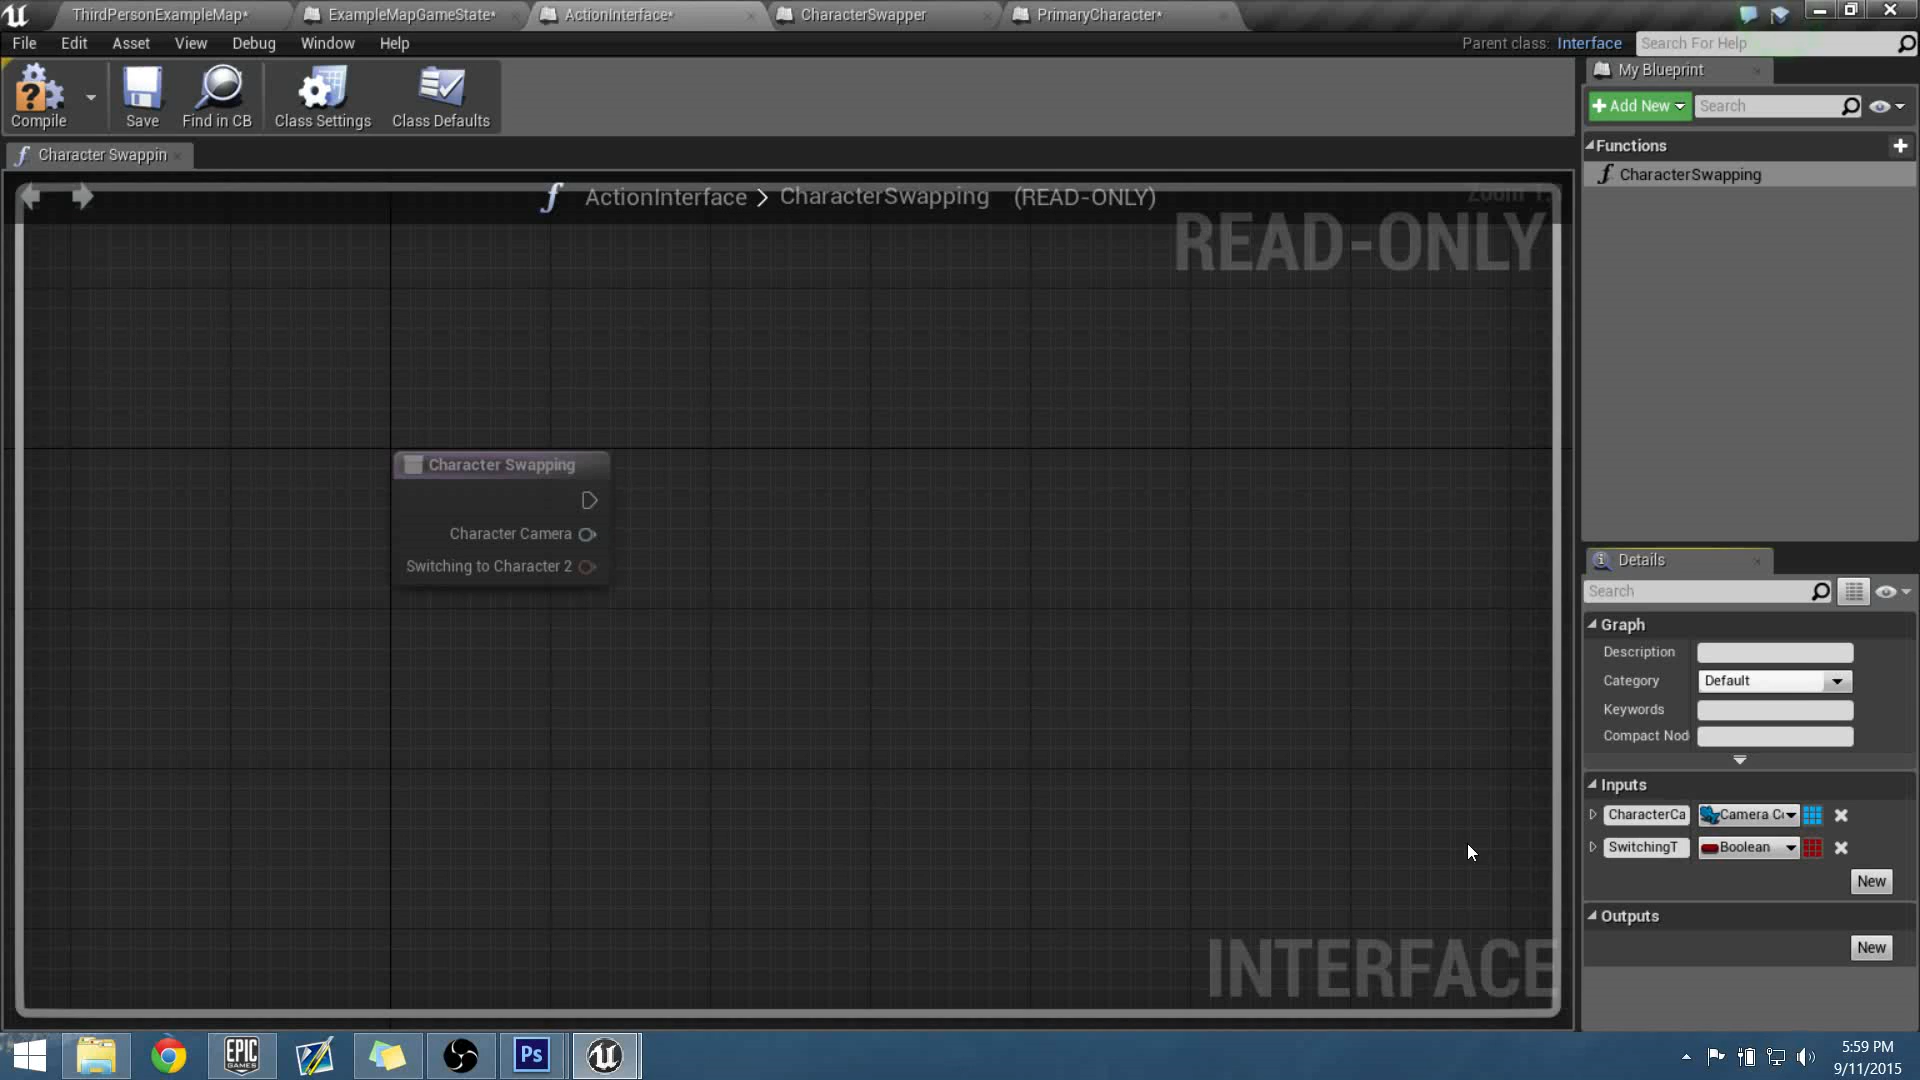 ThirdPersonExampleMap*
ExampleMapGameState*
ActionInterface*
CharacterSwapper
PrimaryCharacter*
File Edit Asset View Debug Window Help
Parent class: Interface
Search For Help
Compile
Save
Find in CB
Class Settings
Class Defaults
My Blueprint
Add New
Search
Functions
CharacterSwapping
Character Swappin
ActionInterface > CharacterSwapping (READ-ONLY)
READ-ONLY
Character Swapping
Character Camera
Switching to Character 2
INTERFACE
Details
Search
Graph
Description
Category Default
Keywords
Compact Nod
Inputs
CharacterCa Camera C
SwitchingT Boolean
New
Outputs
New
EPIC
GAMES
Ps
5:59 PM
9/11/2015